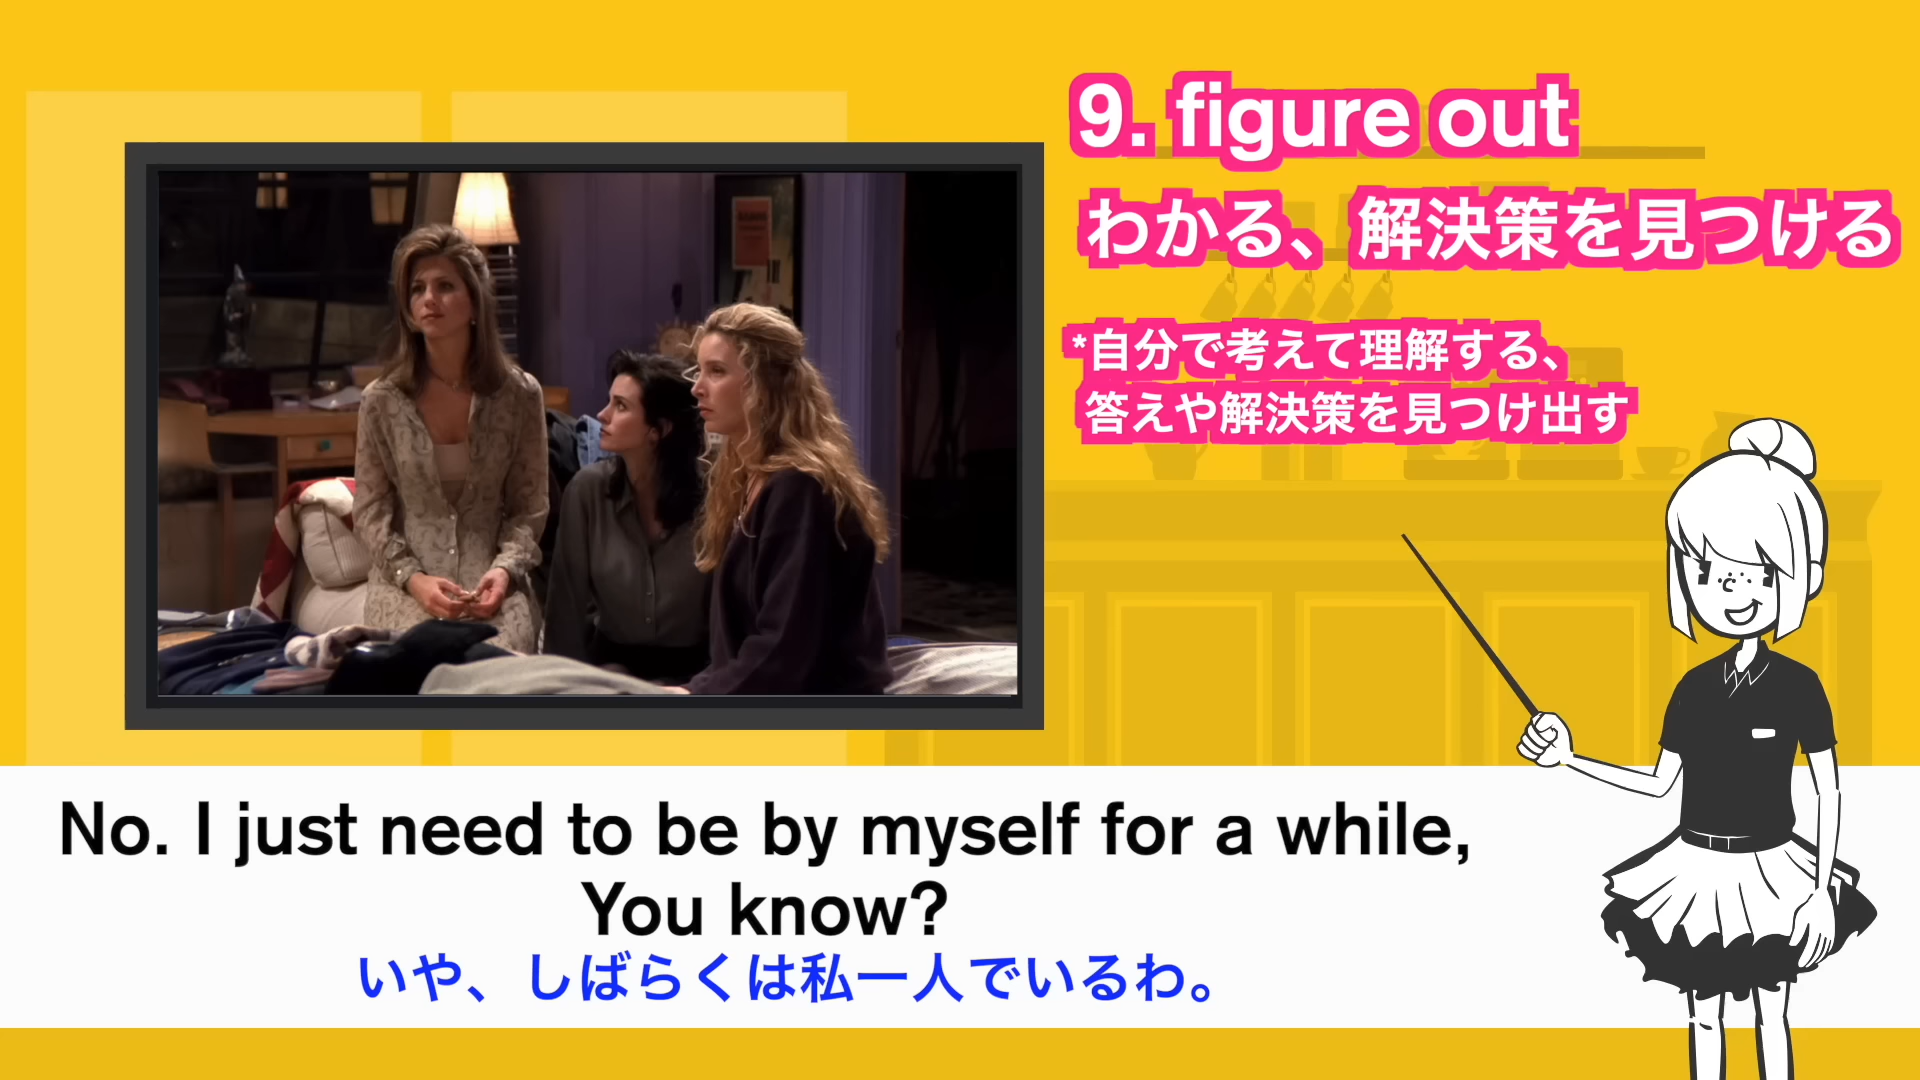 9. figure out
わかる、解決策を見つける
*自分で考えて理解する、
答えや解決策を見つけ出す
No. I just need to be by myself for a while,
You know?
いや、しばらくは私一人でいるわ。